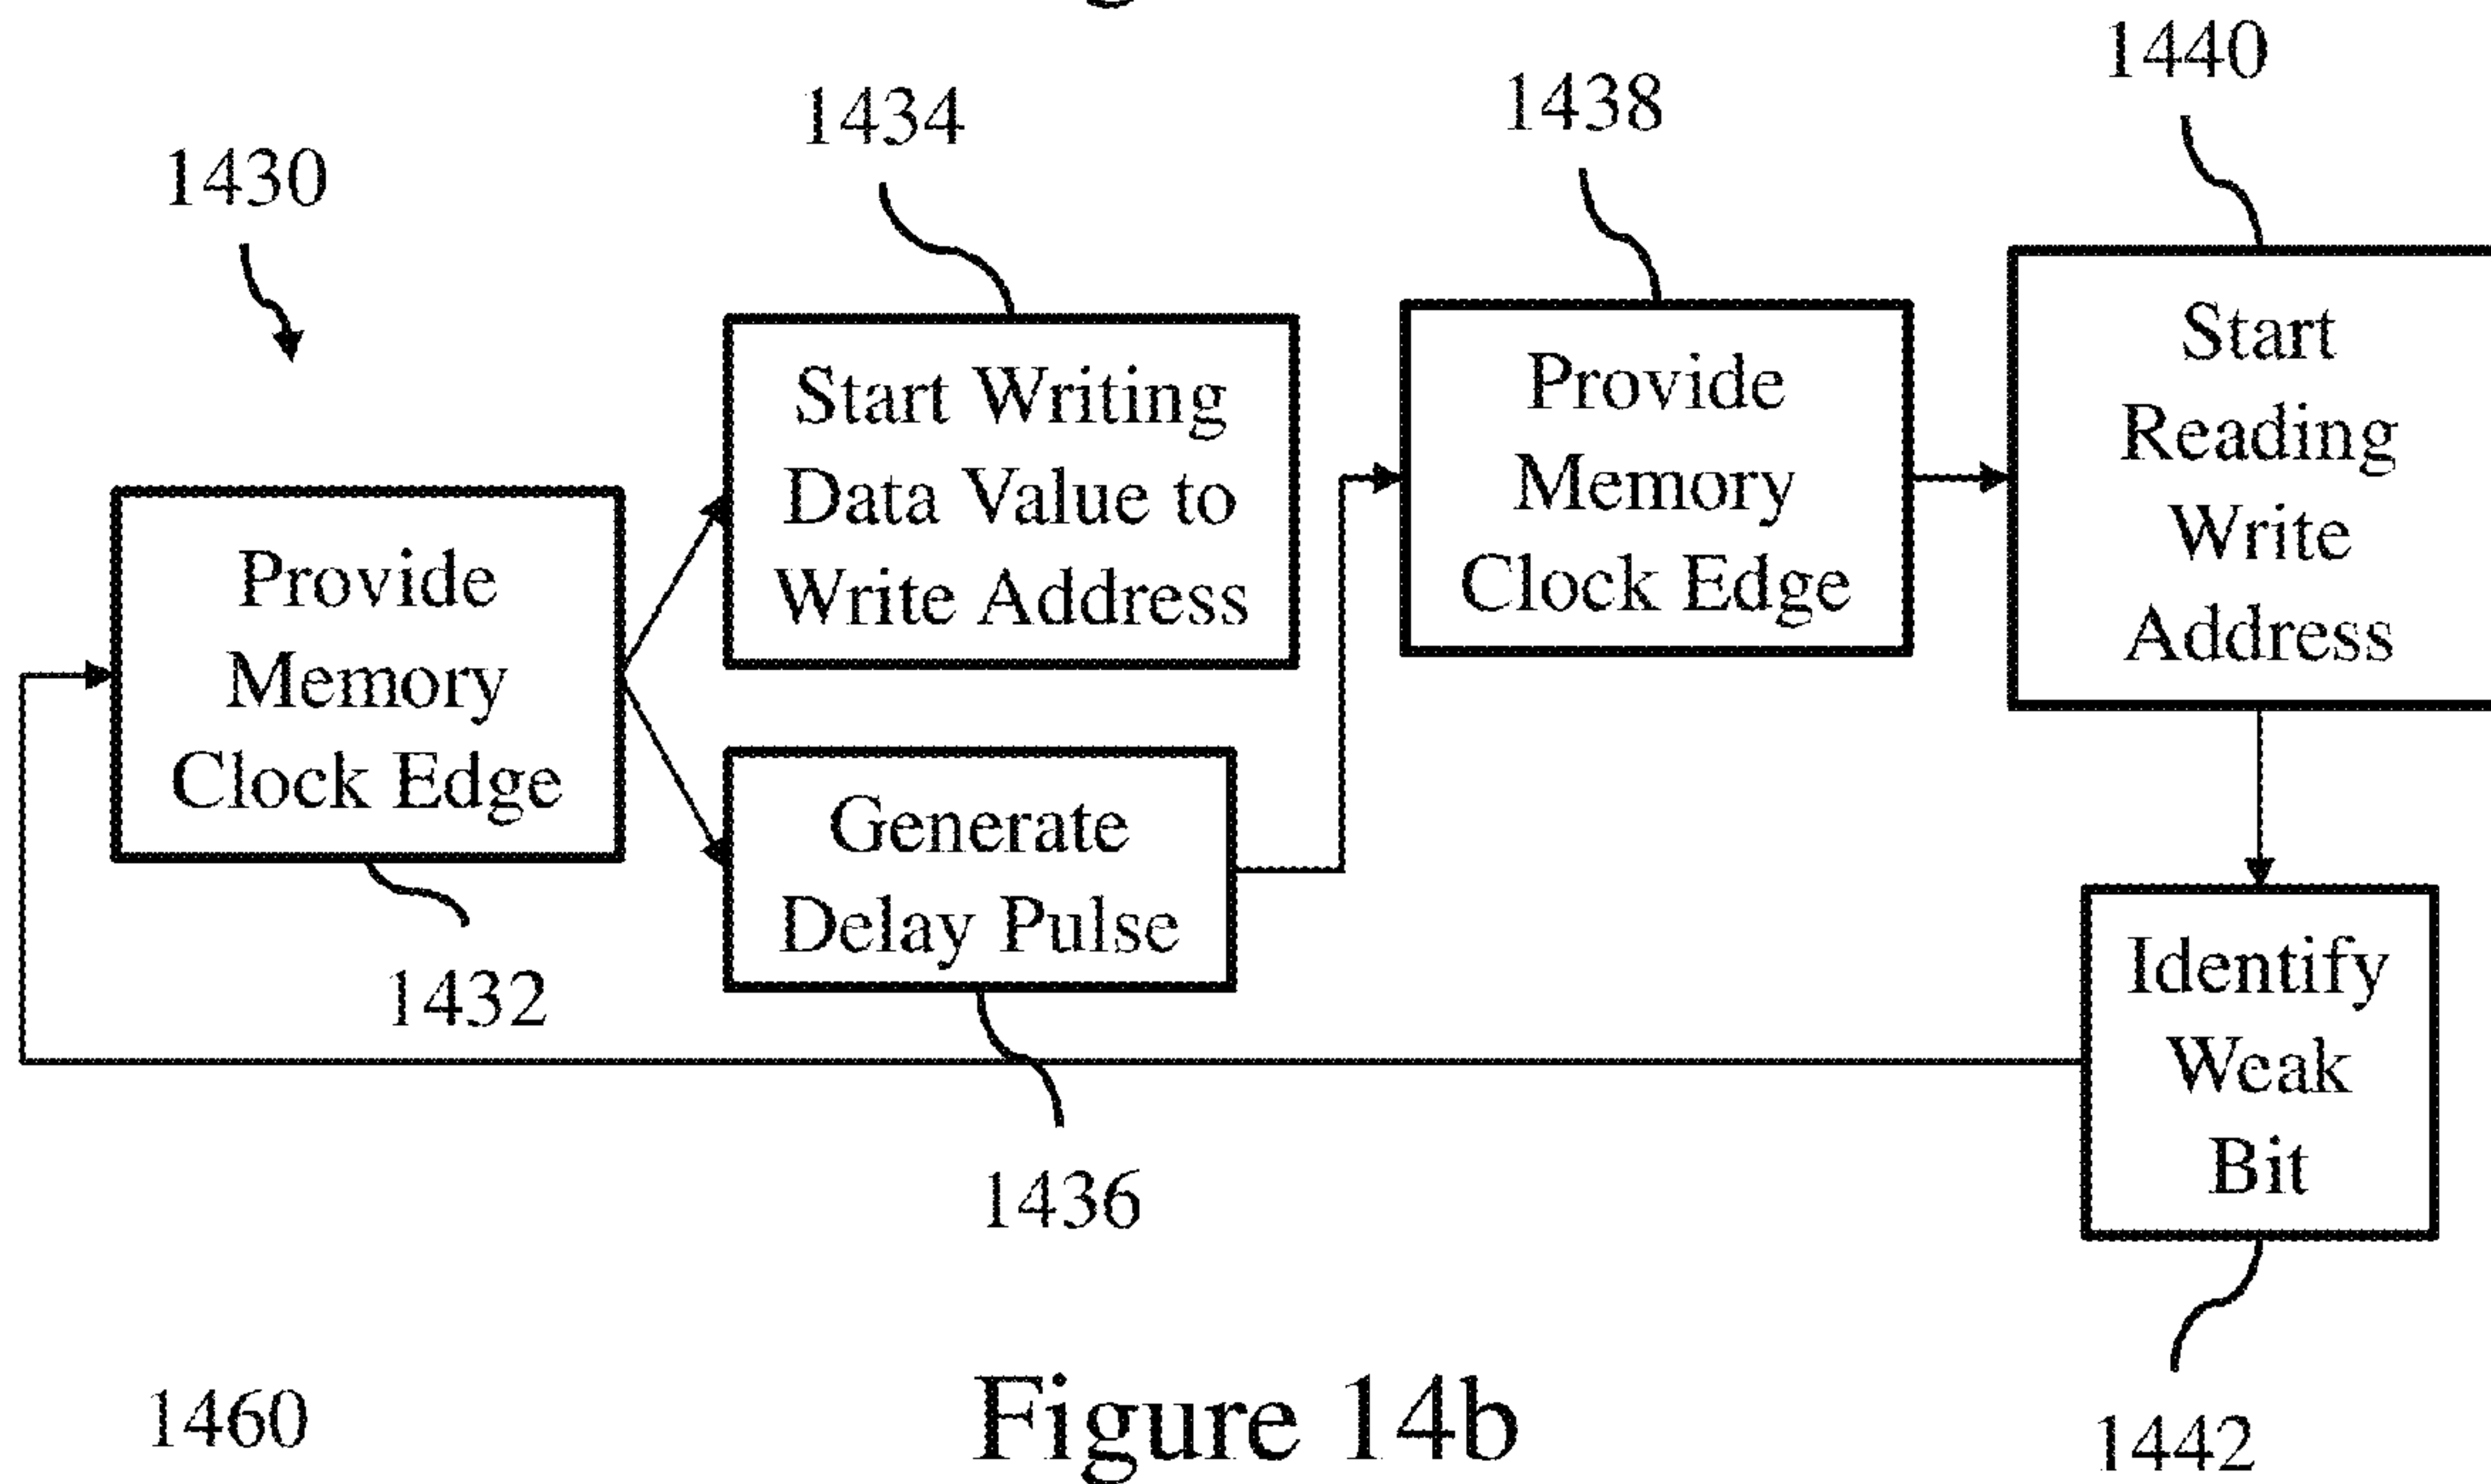 1440
1438
1434
1430
Start
Reading
Write
Address
Start Writing
Data Value to
Write Address
Provide
Memory
Clock Edge
Provide
Memory
Clock Edge
Generate
Delay Pulse
Identify
Weak
Bit
1432
1436
1460
Figure 14b
1442